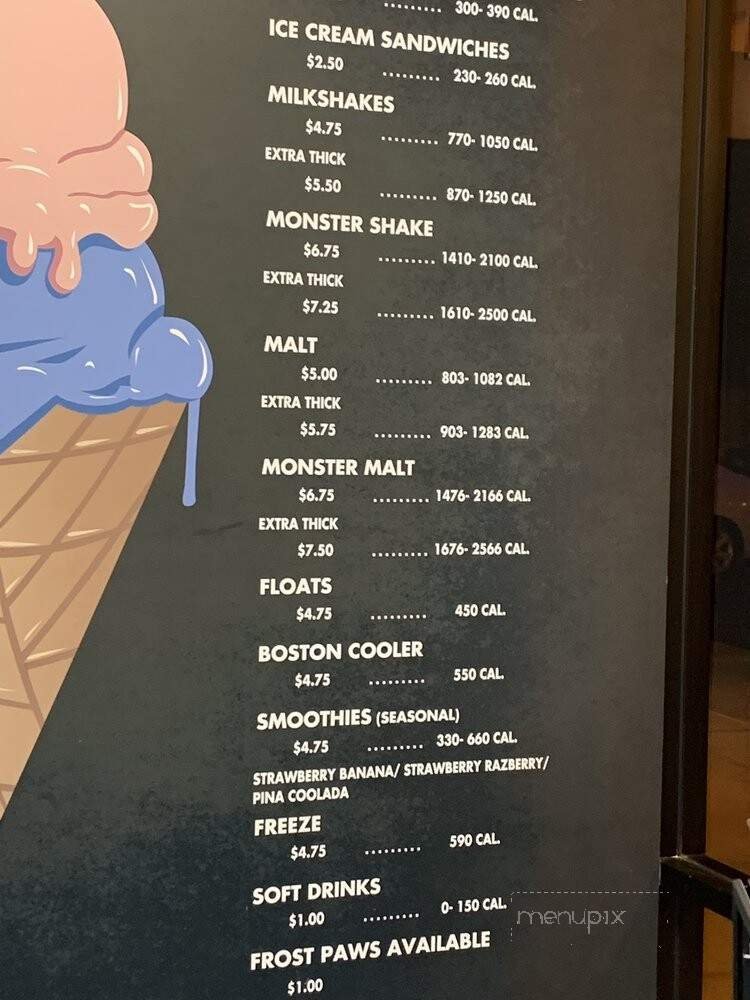 ......... 300- 390 CAL.
ICE CREAM SANDWICHES
$2.50 ......... 230- 260 CAL.
MILKSHAKES
$4.75 ......... 770- 1050 CAL.
EXTRA THICK
$5.50 ......... 870- 1250 CAL.
MONSTER SHAKE
$6.75 ......... 1410- 2100 CAL.
EXTRA THICK
$7.25 ......... 1610- 2500 CAL.
MALT
$5.00 ......... 803- 1082 CAL.
EXTRA THICK
$5.75 ......... 903- 1283 CAL.
MONSTER MALT
$6.75 ......... 1476- 2166 CAL.
EXTRA THICK
$7.50 ......... 1676- 2566 CAL.
FLOATS
$4.75 ......... 450 CAL.
BOSTON COOLER
$4.75 ......... 550 CAL.
SMOOTHIES (SEASONAL)
$4.75 ......... 330- 660 CAL.
STRAWBERRY BANANA/ STRAWBERRY RAZBERRY/
PINA COOLADA
FREEZE
$4.75 ......... 590 CAL.
SOFT DRINKS
$1.00 ......... 0- 150 CAL.
menupix
FROST PAWS AVAILABLE
$1.00